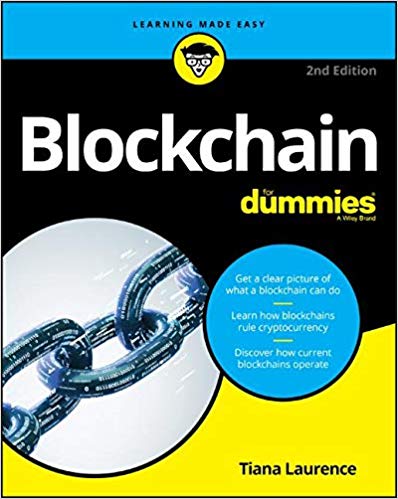 LEARNING MADE EASY
2nd Edition
Blockchain
for
dummies®
A Wiley Brand
Get a clear picture of
what a blockchain can do
Learn how blockchains
rule cryptocurrency
Discover how current
blockchains operate
Tiana Laurence